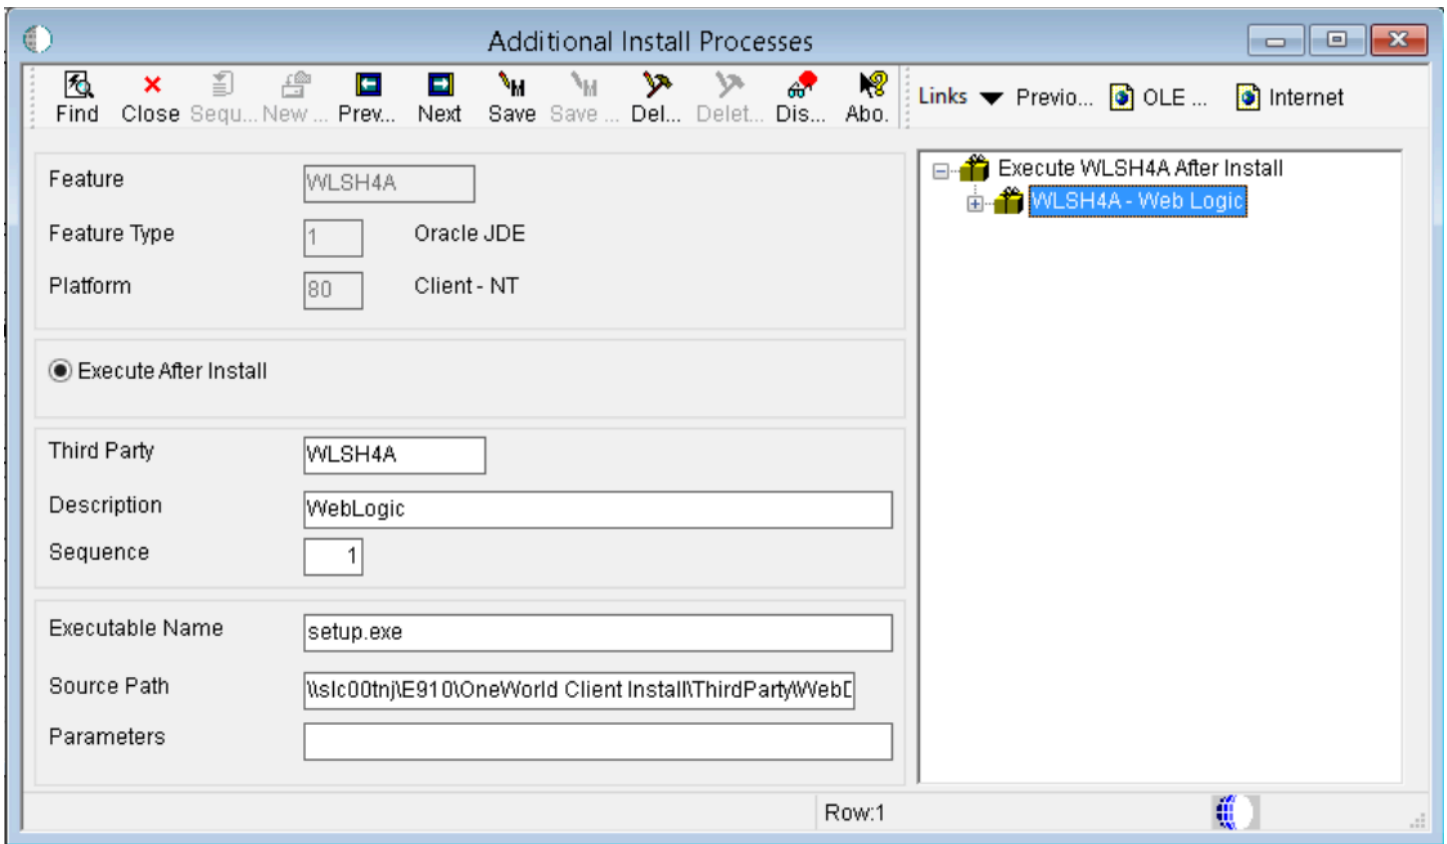 Additional Install Processes
Find Close Sequ... New ... Prev... Next Save Save ... Del... Delet... Dis... Abo. Links Previo... OLE ... Internet
Feature WLSH4A
Feature Type 1 Oracle JDE
Platform 80 Client - NT
Execute After Install
Third Party WLSH4A
Description WebLogic
Sequence 1
Executable Name setup.exe
Source Path \\slc00tnj\E910\OneWorld Client Install\ThirdParty\WebD
Parameters
Execute WLSH4A After Install
WLSH4A - Web Logic
Row:1